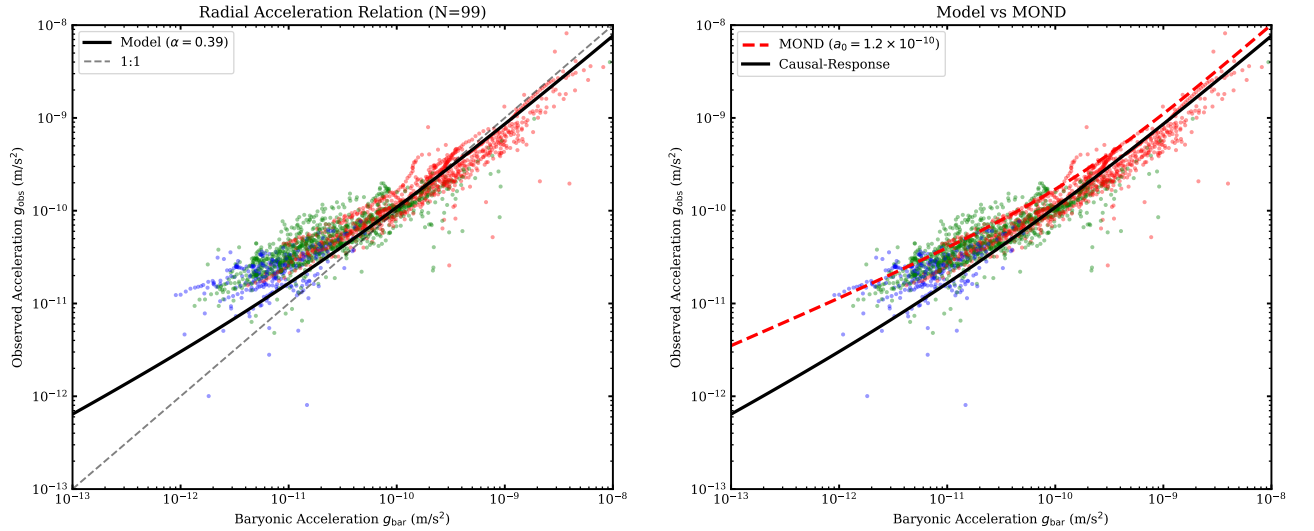 Radial Acceleration Relation (N=99)
Model (α = 0.39)
1:1
Observed Acceleration g_obs (m/s²)
10⁻⁸
10⁻⁹
10⁻¹⁰
10⁻¹¹
10⁻¹²
10⁻¹³
10⁻¹³ 10⁻¹² 10⁻¹¹ 10⁻¹⁰ 10⁻⁹ 10⁻⁸
Baryonic Acceleration g_bar (m/s²)
Model vs MOND
MOND (a₀ = 1.2 × 10⁻¹⁰)
Causal-Response
Observed Acceleration g_obs (m/s²)
10⁻⁸
10⁻⁹
10⁻¹⁰
10⁻¹¹
10⁻¹²
10⁻¹³
10⁻¹³ 10⁻¹² 10⁻¹¹ 10⁻¹⁰ 10⁻⁹ 10⁻⁸
Baryonic Acceleration g_bar (m/s²)